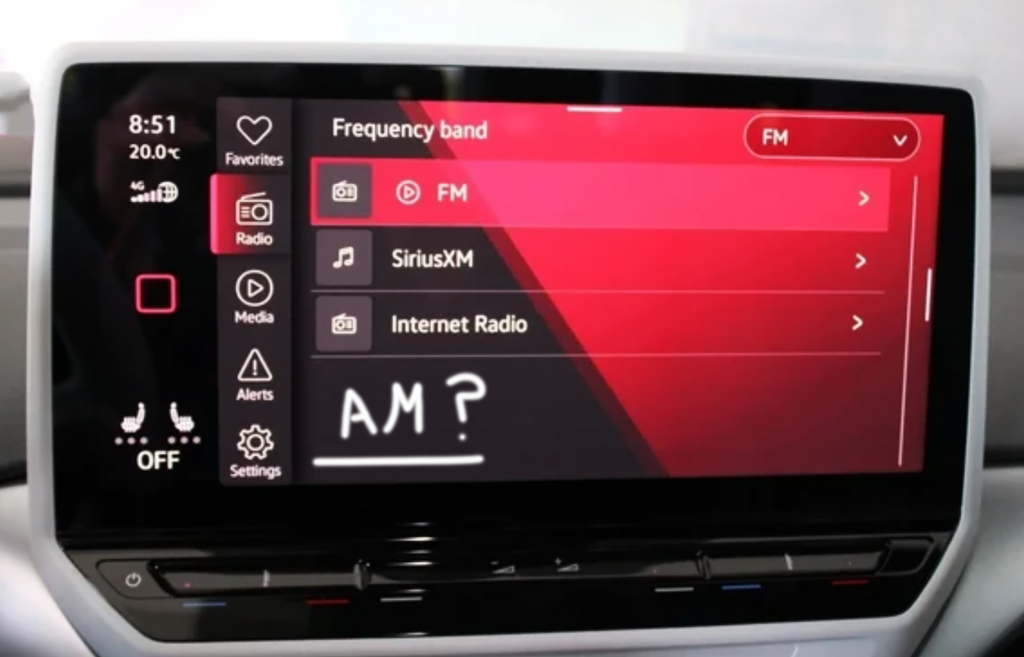 8:51
20.0°C
4G
OFF
Favorites
Radio
Media
Alerts
Settings
Frequency band
FM
FM
SiriusXM
Internet Radio
AM ?